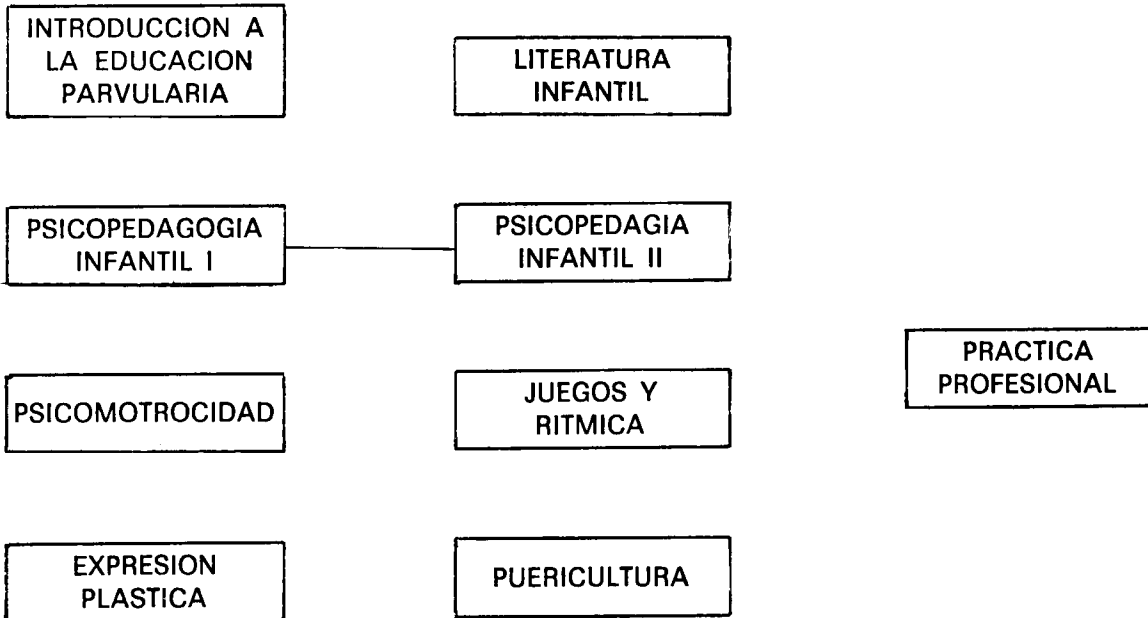 INTRODUCCION A
LA EDUCACION
PARVULARIA
LITERATURA
INFANTIL
PSICOPEDAGOGIA
INFANTIL I
PSICOPEDAGIA
INFANTIL II
PRACTICA
PROFESIONAL
PSICOMOTROCIDAD
JUEGOS Y
RITMICA
EXPRESION
PLASTICA
PUERICULTURA